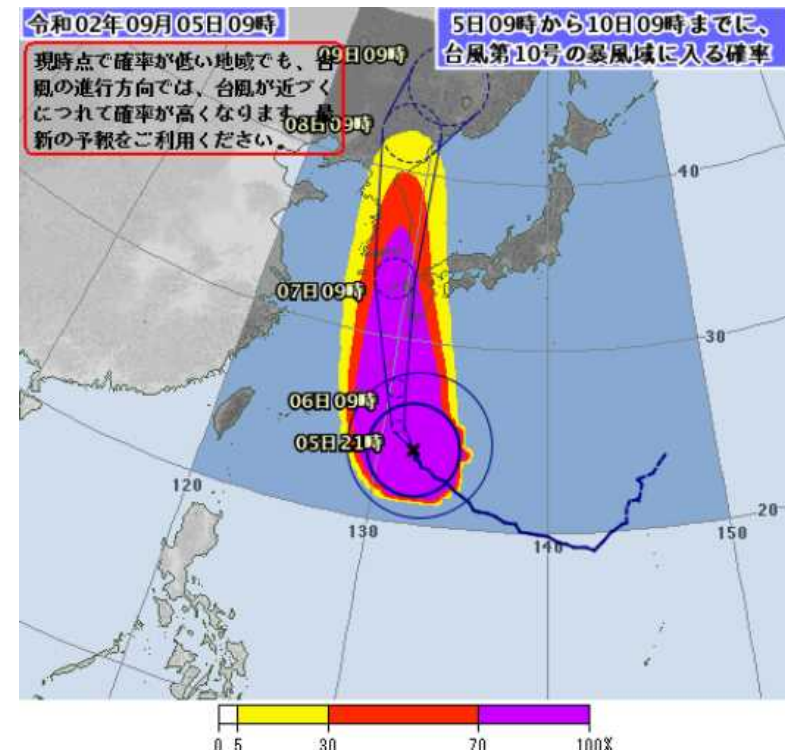 令和02年09月05日09時
5日09時から10日09時までに、
台風第10号の暴風域に入る確率
現時点で確率が低い地域でも、台
風の進行方向では、台風が近づく
につれて確率が高くなります。最
新の予報をご利用ください。
09日09時
08日09時
40
07日09時
30
06日09時
05日21時
120
130
140
150
20
0 5 30 70 100%